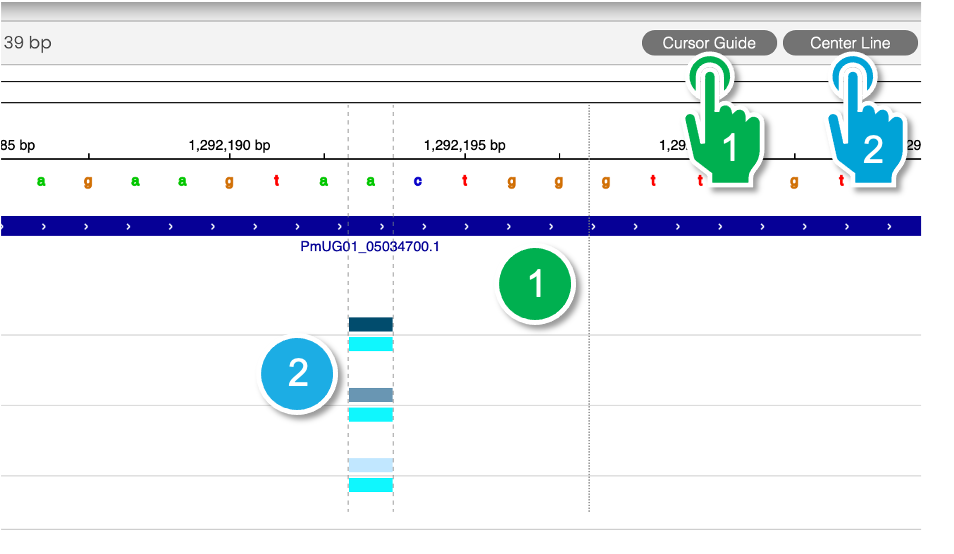 39 bp Cursor Guide Center Line
1 2
85 bp 1,292,190 bp 1,292,195 bp 1,29 29
a g a a g t a a c t g g g t t g t
PmUG01_05034700.1
1
2